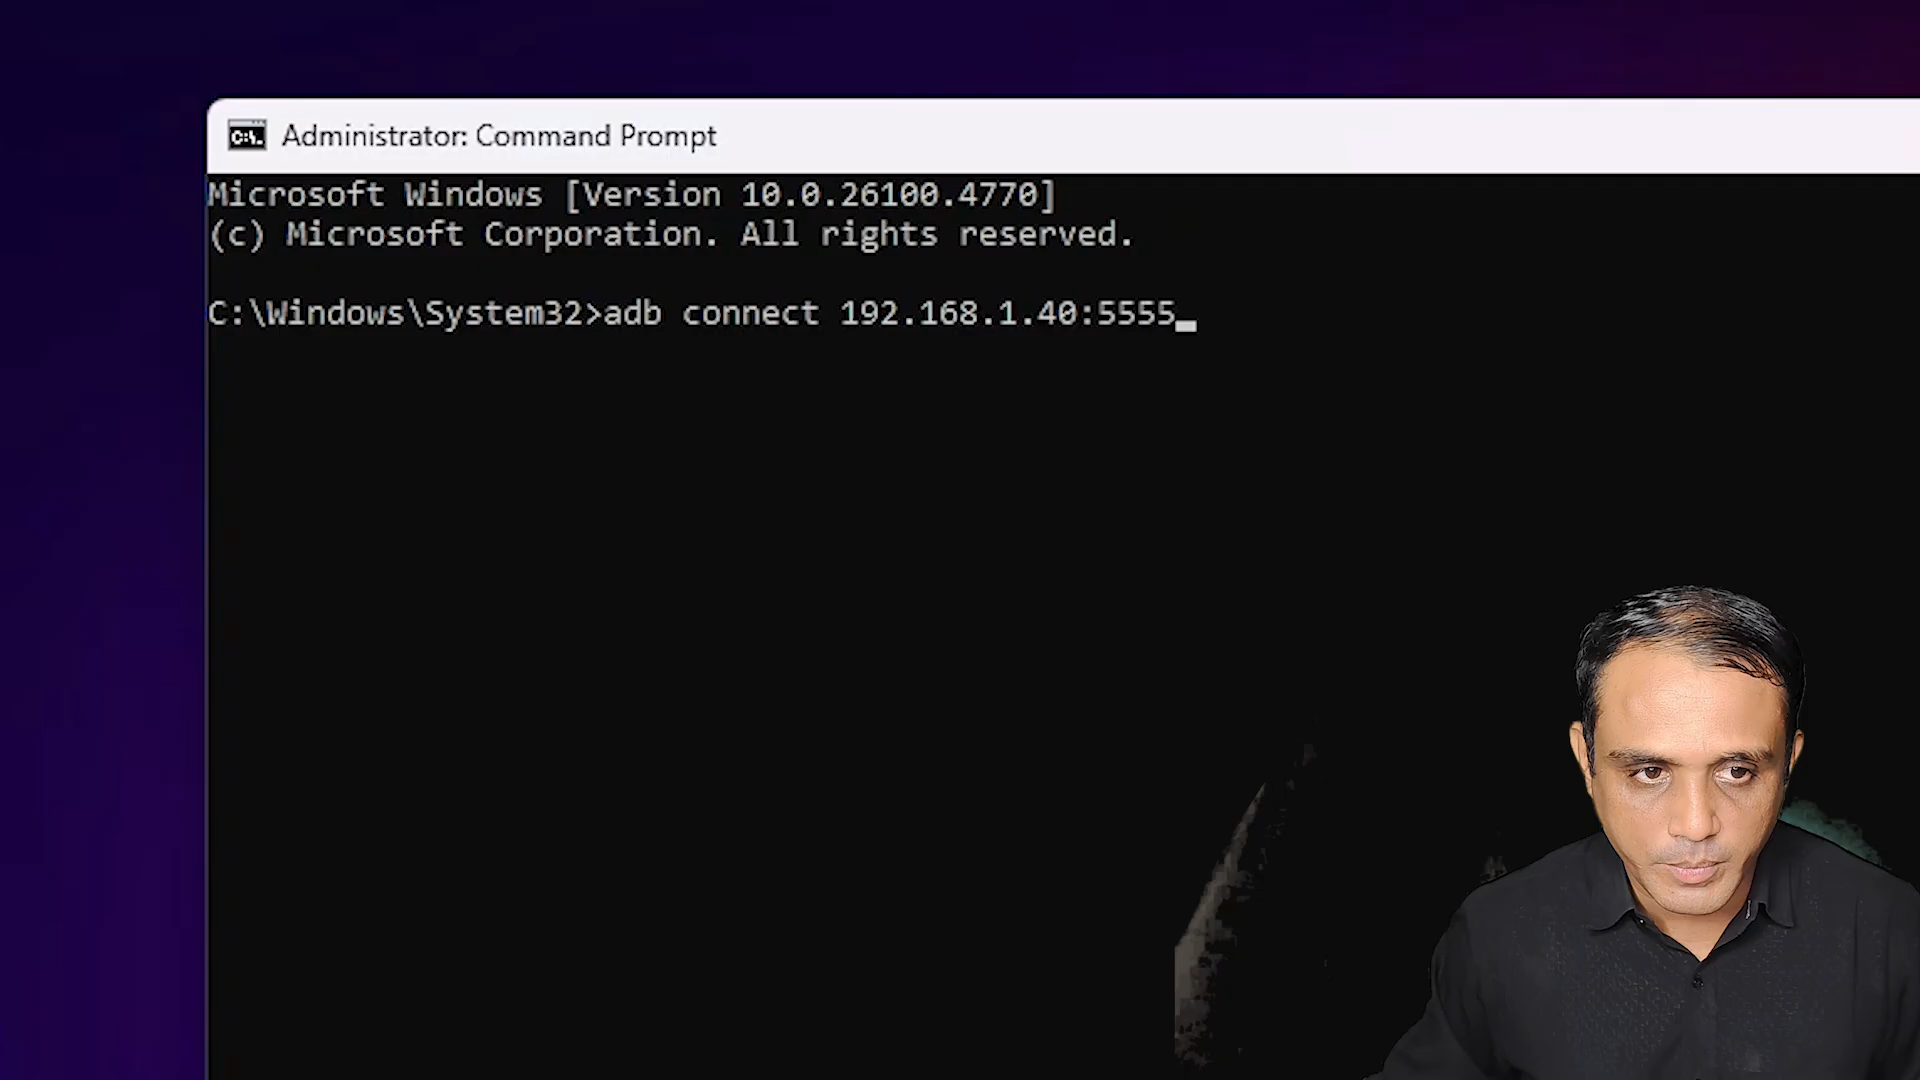 Administrator: Command Prompt
Microsoft Windows [Version 10.0.26100.4770]
(c) Microsoft Corporation. All rights reserved.
C:\Windows\System32>adb connect 192.168.1.40:5555